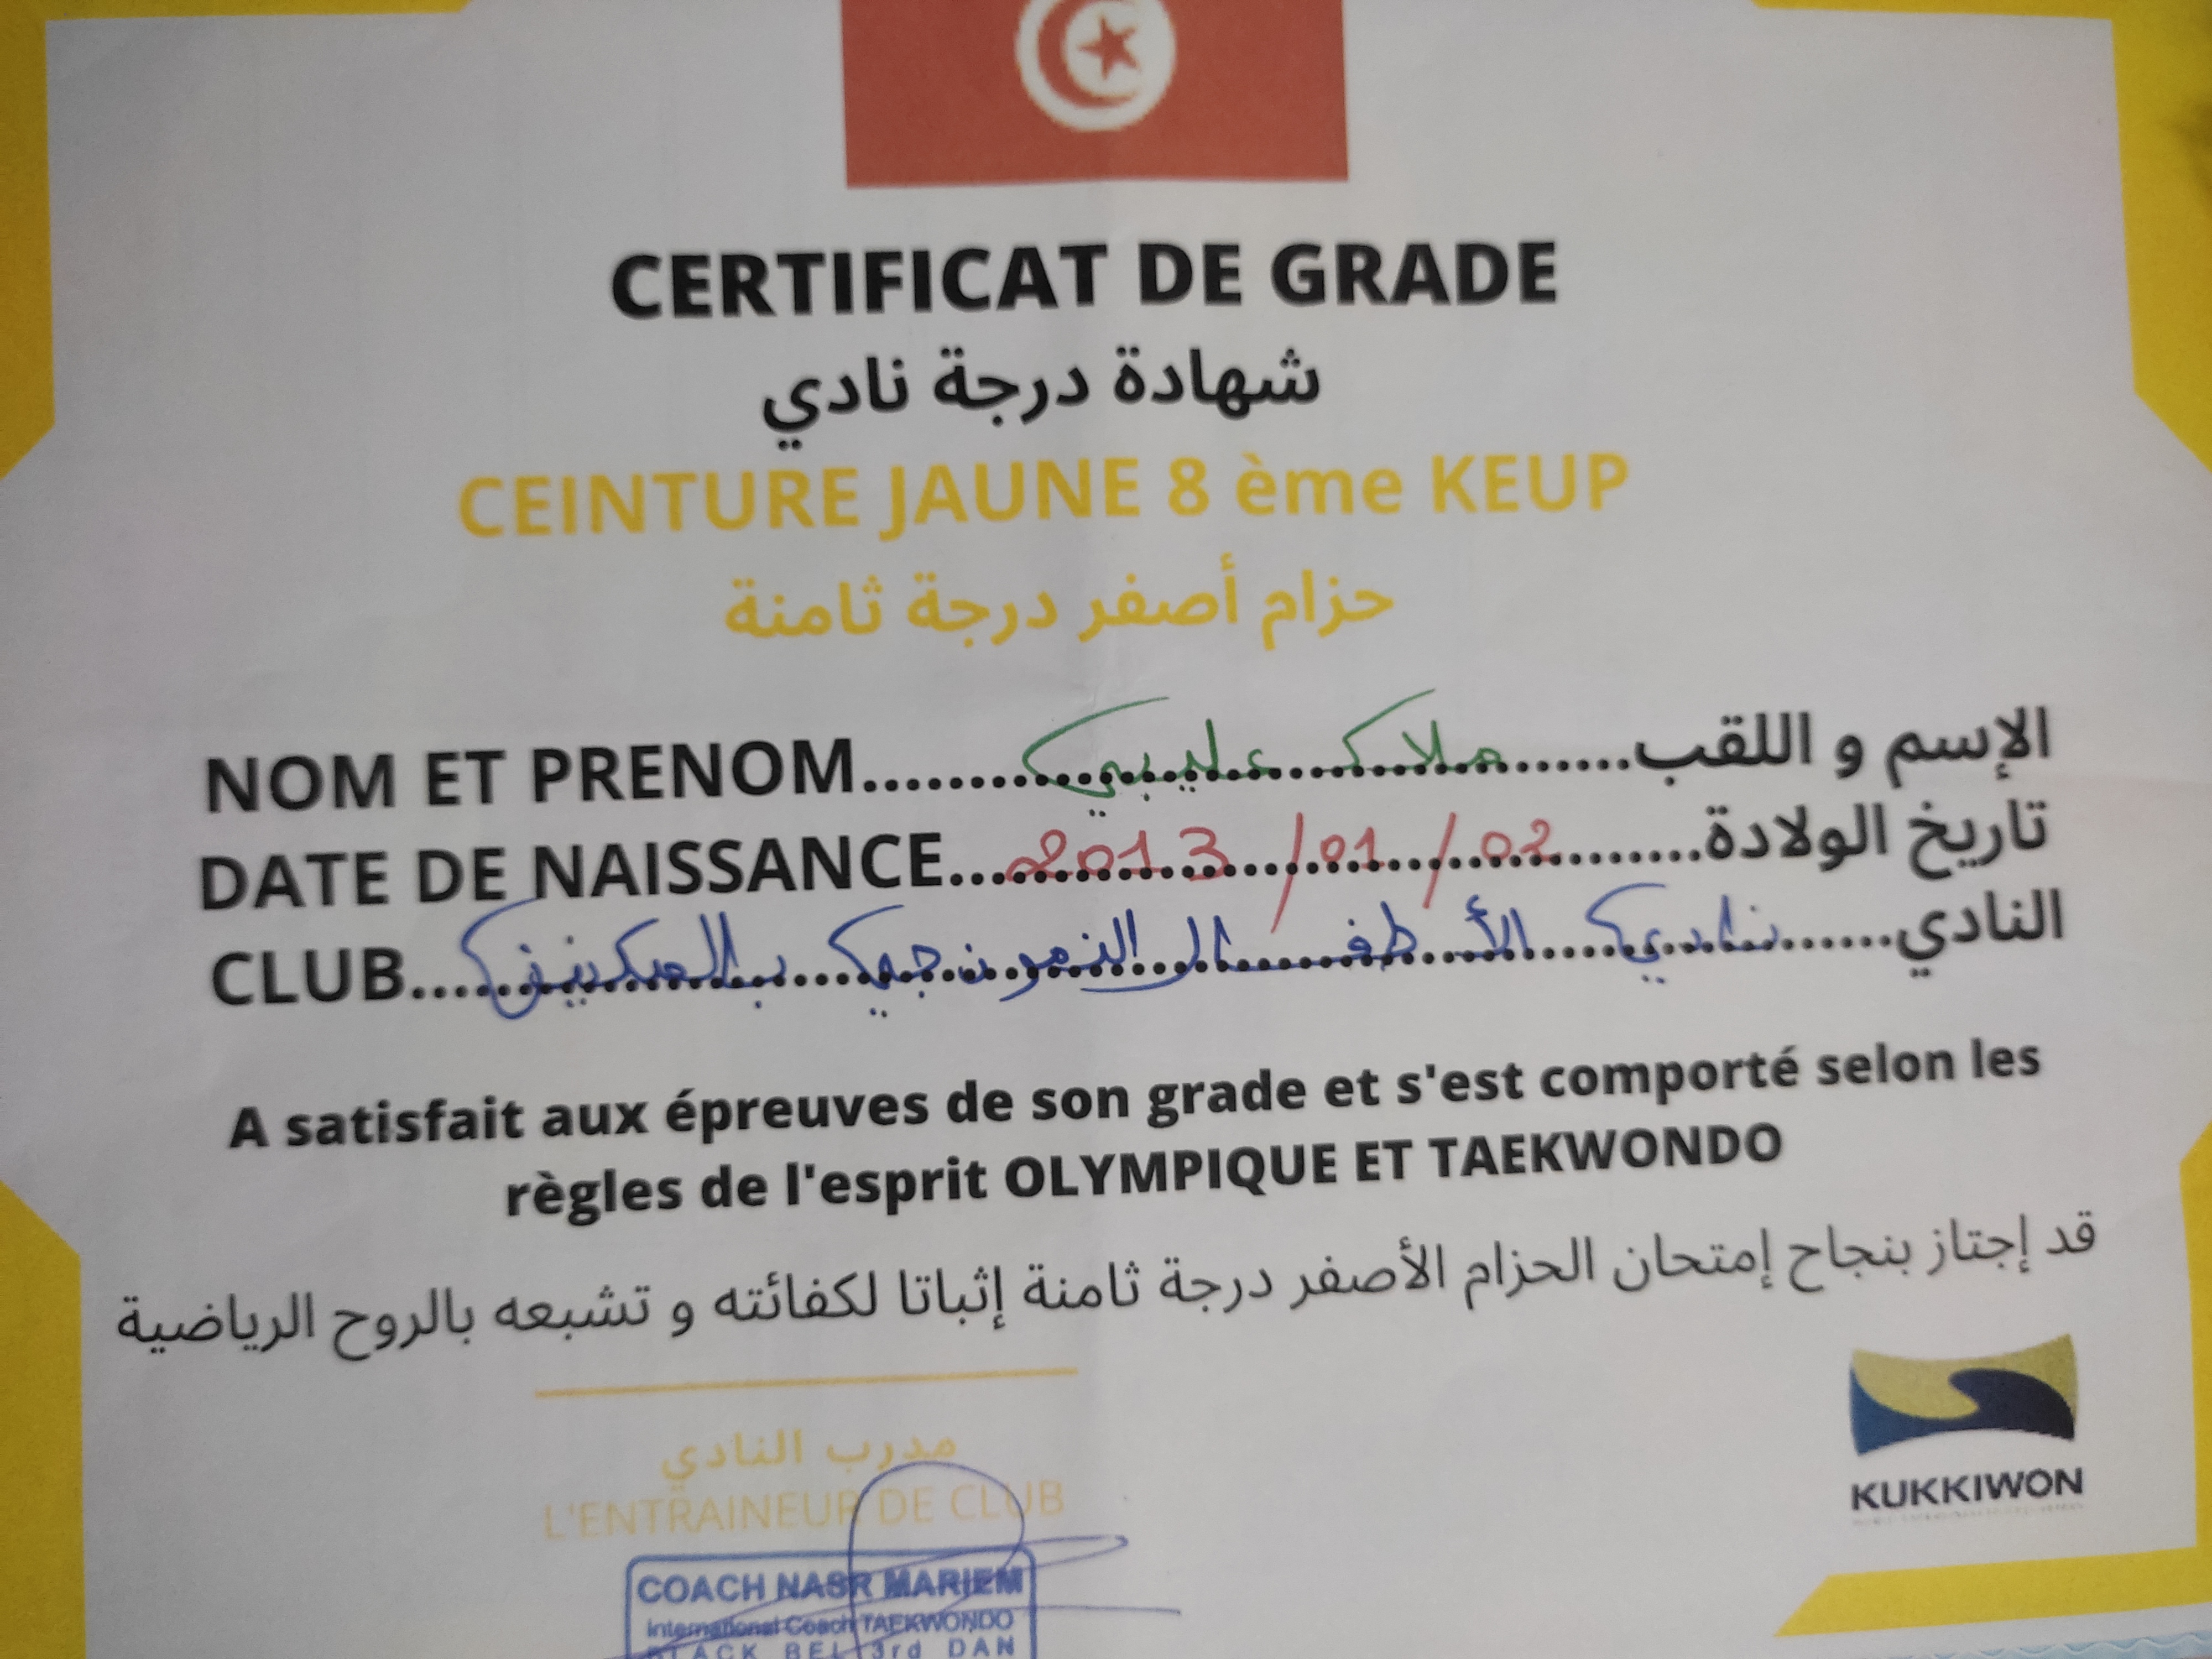 CERTIFICAT DE GRADE
شهادة درجة نادي
CEINTURE JAUNE 8 ème KEUP
حزام أصفر درجة ثامنة
NOM ET PRENOM.......ملاك عليبي.......الإسم و اللقب
DATE DE NAISSANCE...2013/01/02.......تاريخ الولادة
CLUB....نادي الأطفال النموذجي بالمكنين......النادي
A satisfait aux épreuves de son grade et s'est comporté selon les
règles de l'esprit OLYMPIQUE ET TAEKWONDO
قد إجتاز بنجاح إمتحان الحزام الأصفر درجة ثامنة إثباتا لكفائته و تشبعه بالروح الرياضية
مدرب النادي
L'ENTRAINEUR DE CLUB
KUKKIWON
COACH NASR MARIEM
International Coach TAEKWONDO
BLACK BEL 3rd DAN